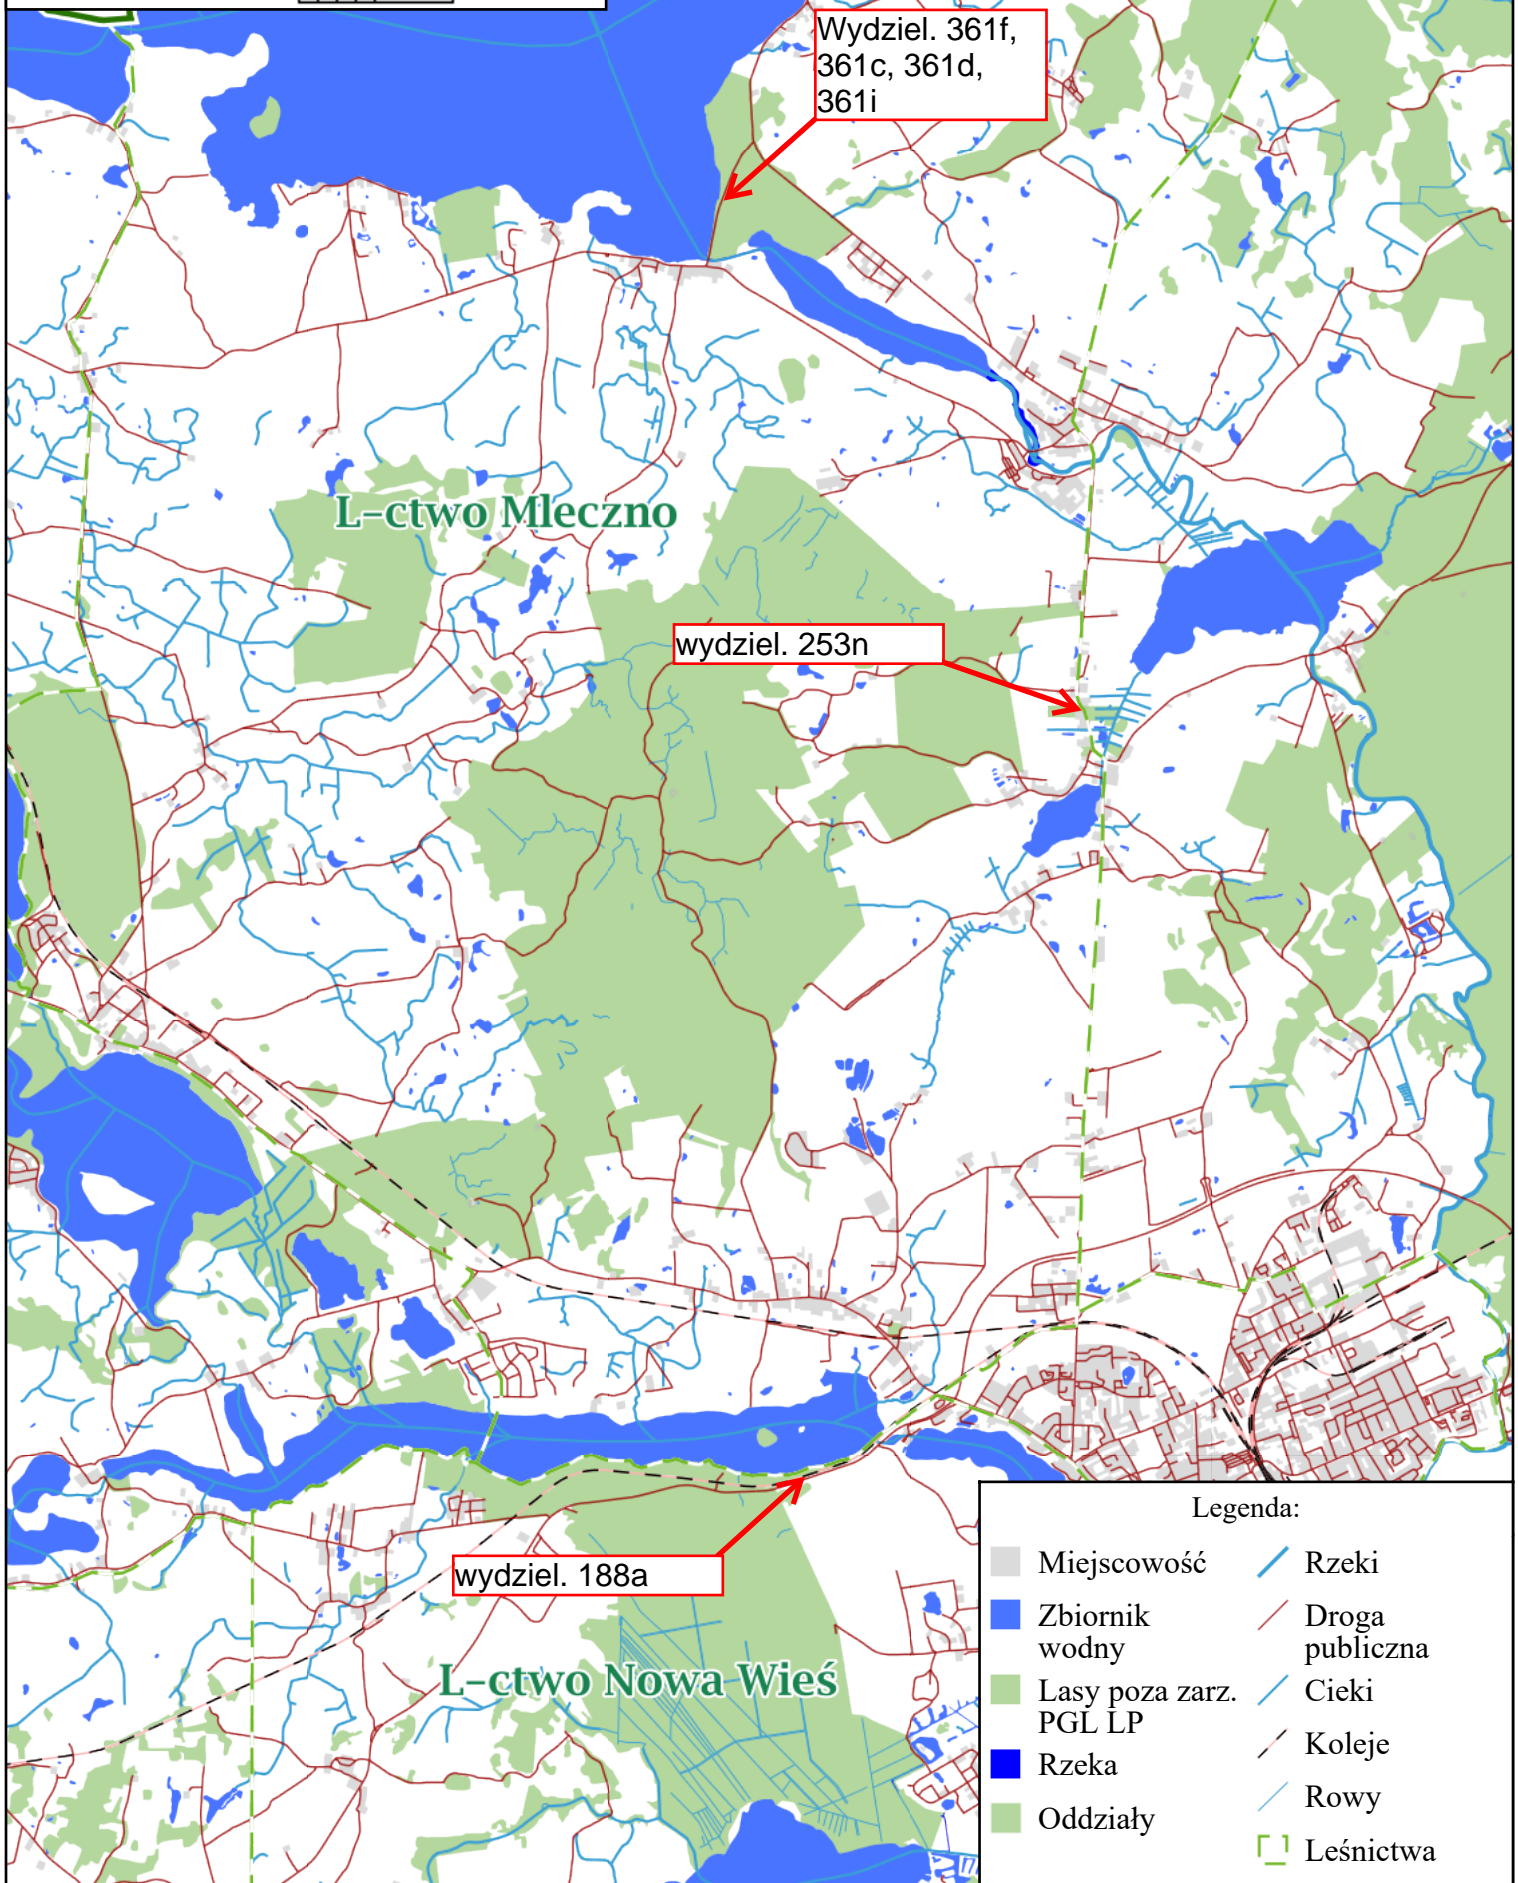 Wydziel. 361f,
361c, 361d,
361i
L-ctwo Mleczno
wydziel. 253n
wydziel. 188a
L-ctwo Nowa Wieś
Legenda:
Miejscowość
Zbiornik
wodny
Lasy poza zarz.
PGL LP
Rzeka
Oddziały
Rzeki
Droga
publiczna
Cieki
Koleje
Rowy
Leśnictwa